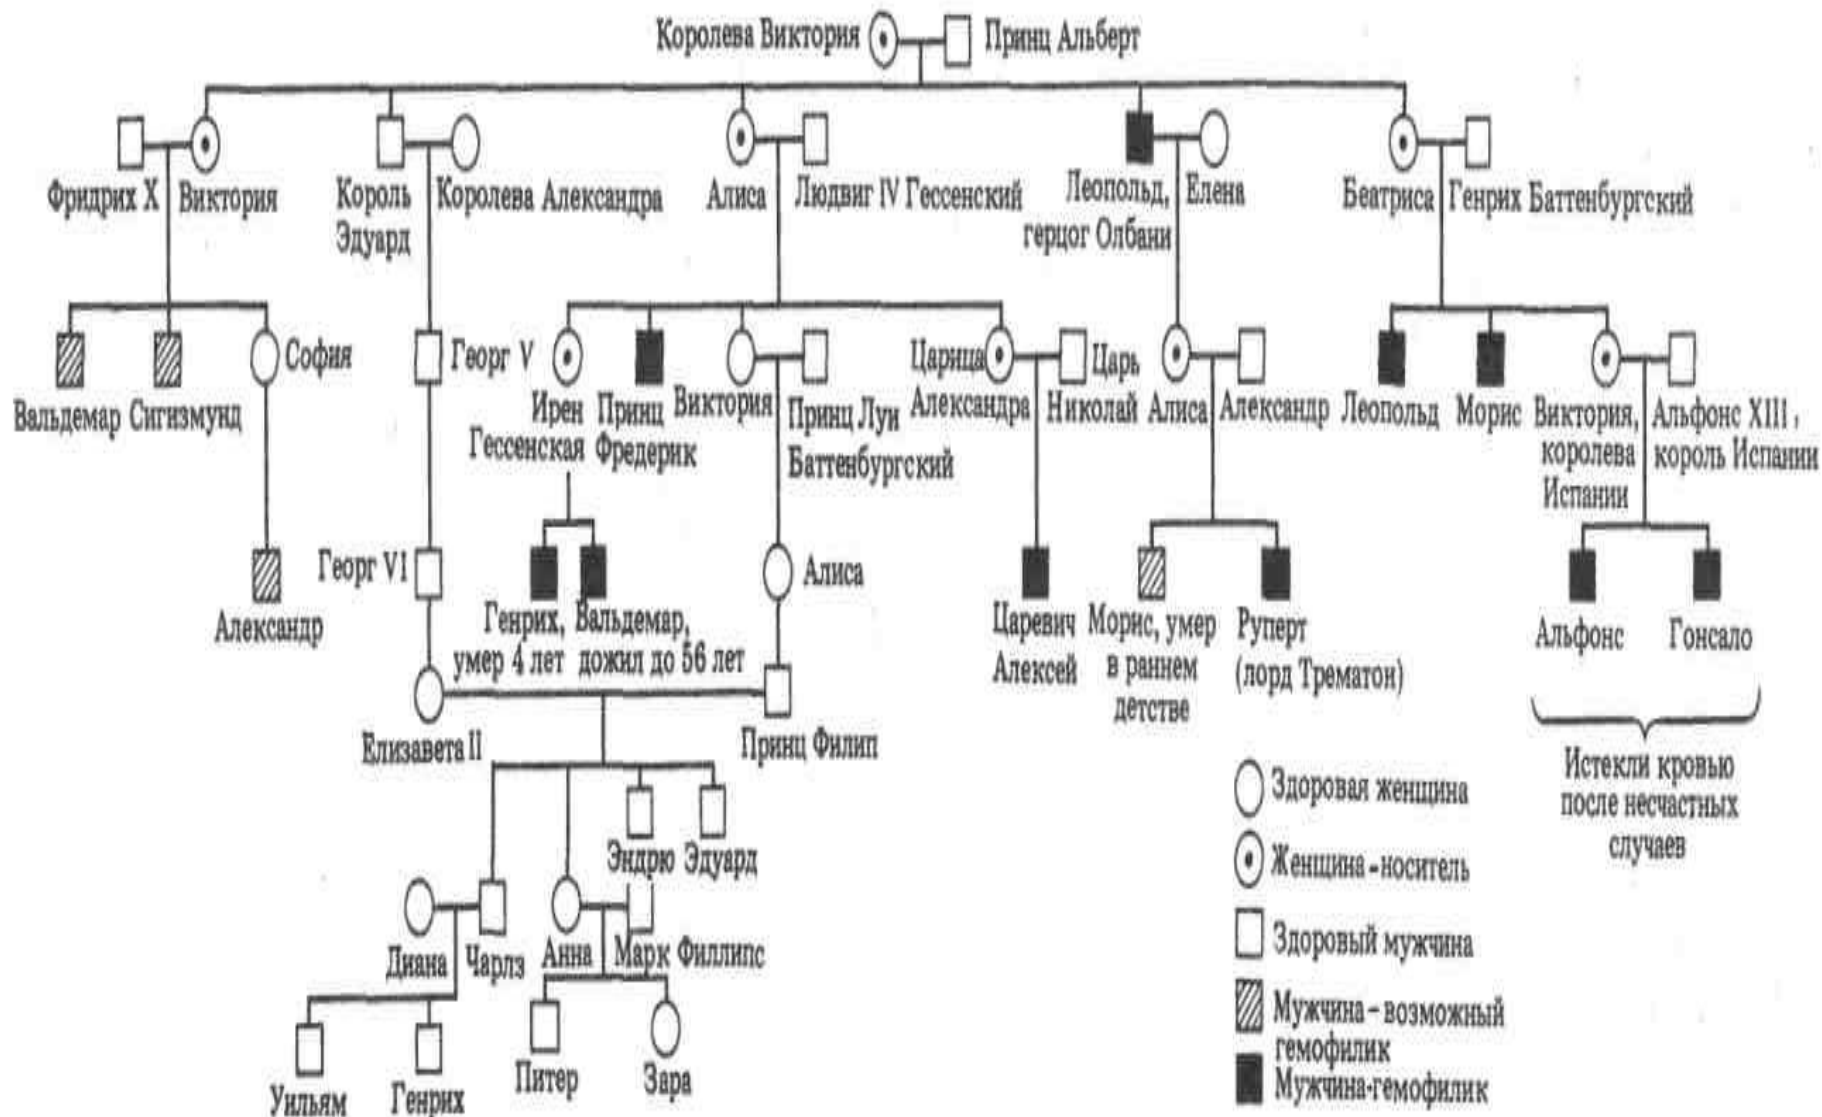 Королева Виктория
Принц Альберт
Фридрих X
Виктория
Король
Эдуард
Королева Александра
Алиса
Людвиг IV Гессенский
Леопольд,
герцог Олбани
Елена
Беатриса
Генрих Баттенбургский
Вальдемар
Сигизмунд
София
Георг V
Ирен
Гессенская
Принц
Фредерик
Виктория
Принц Луи
Баттенбургский
Царица
Александра
Царь
Николай
Алиса
Александр
Леопольд
Морис
Виктория,
королева
Испании
Альфонс XIII,
король Испании
Александр
Георг VI
Генрих,
умер 4 лет
Вальдемар,
дожил до 56 лет
Алиса
Царевич
Алексей
Морис, умер
в раннем
детстве
Руперт
(лорд Трематон)
Альфонс
Гонсало
Истекли кровью
после несчастных
случаев
Елизавета II
Принц Филип
Эндрю
Эдуард
Диана
Чарлз
Анна
Марк Филлипс
Уильям
Генрих
Питер
Зара
Здоровая женщина
Женщина-носитель
Здоровый мужчина
Мужчина-возможный
гемофилик
Мужчина-гемофилик